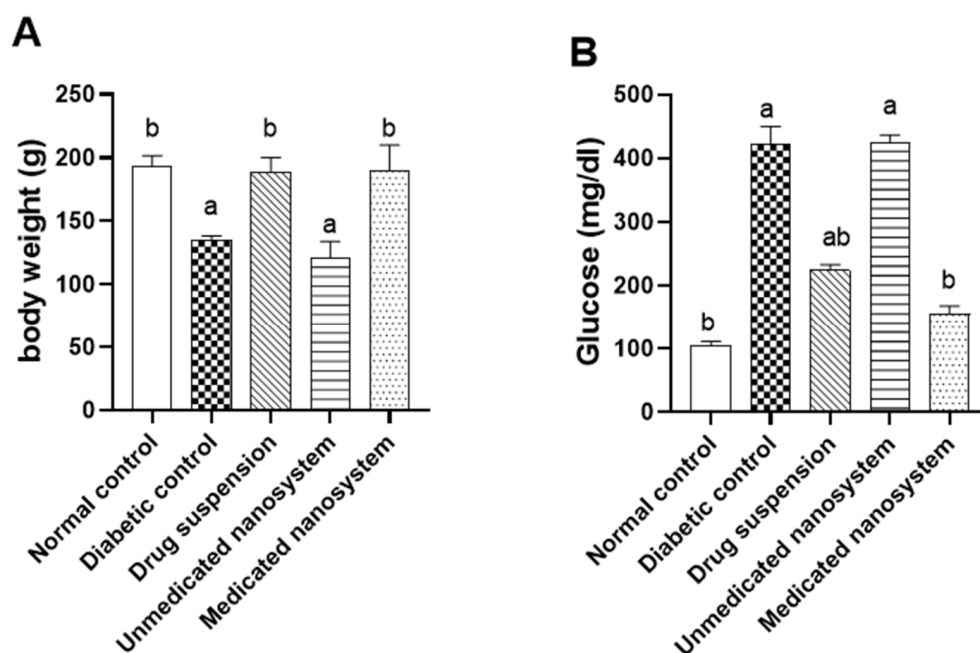 A
body weight (g)
250
200
150
100
50
0
b
a
b
a
b
Normal control
Diabetic control
Drug suspension
Unmedicated nanosystem
Medicated nanosystem
B
Glucose (mg/dl)
500
400
300
200
100
0
b
a
ab
a
b
Normal control
Diabetic control
Drug suspension
Unmedicated nanosystem
Medicated nanosystem